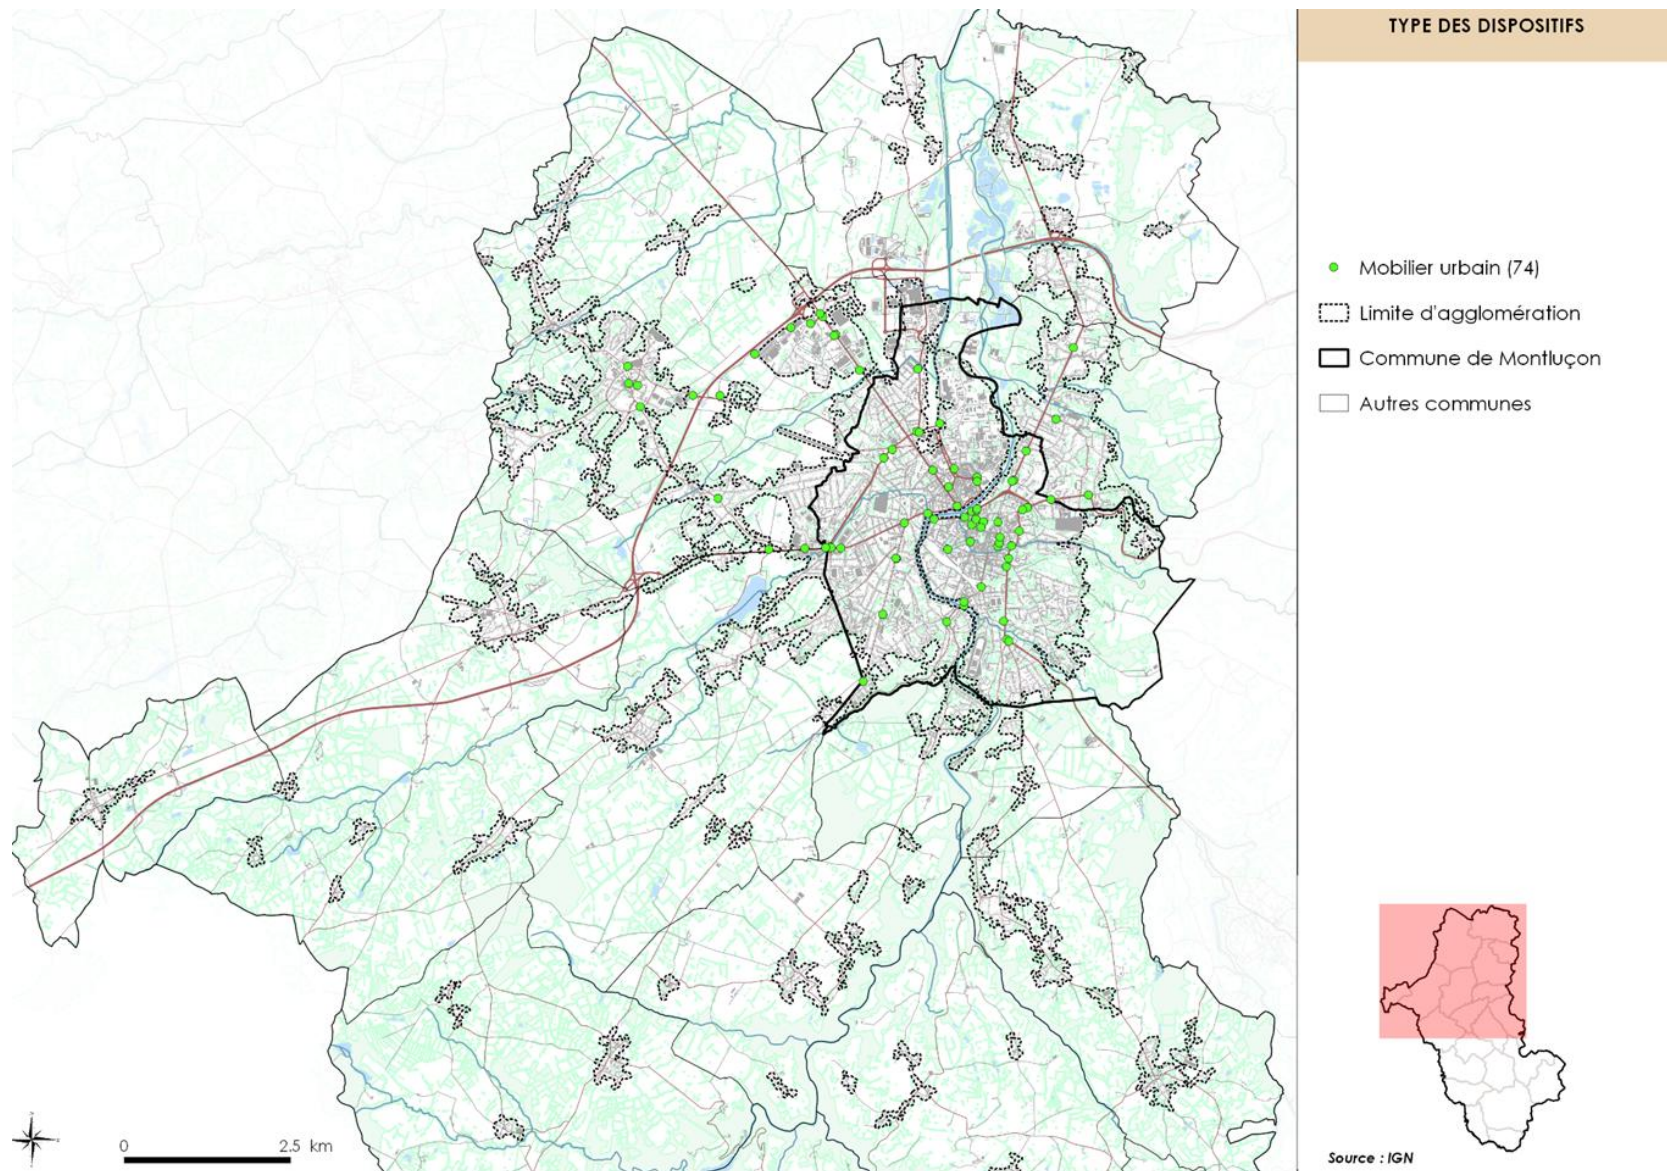 TYPE DES DISPOSITIFS
Mobilier urbain (74)
Limite d'agglomération
Commune de Montluçon
Autres communes
0 2.5 km
Source : IGN